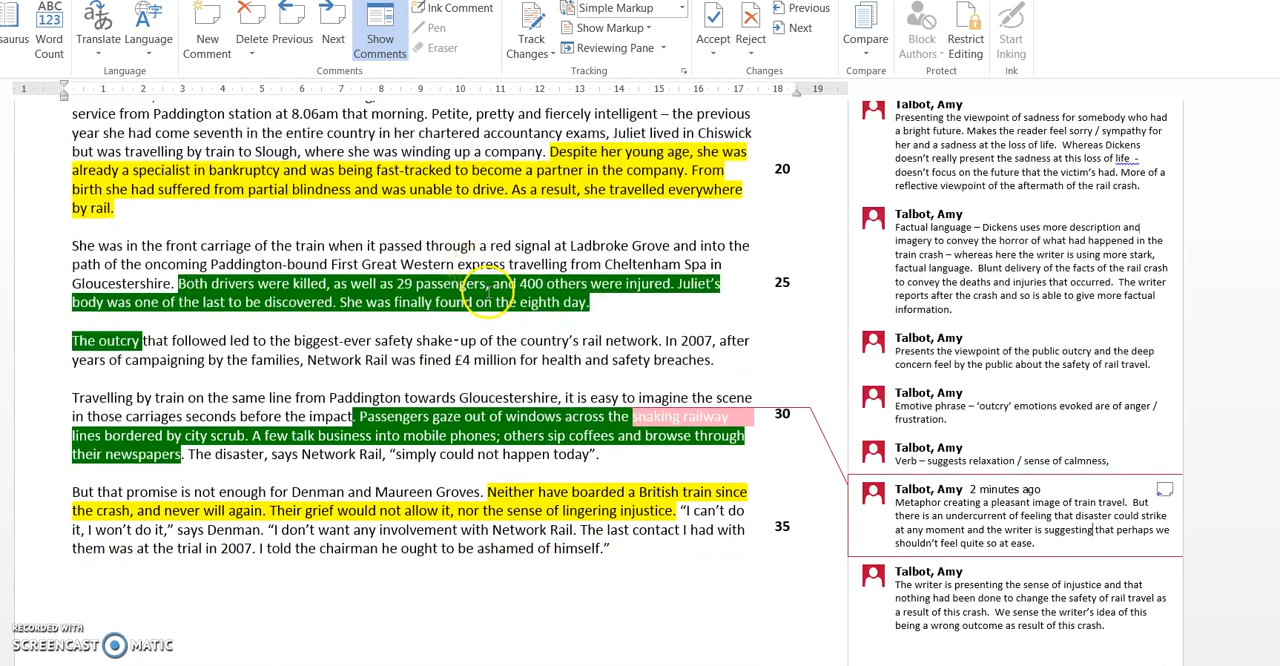 aurus
ABC
123
Word
Count
Translate
Language
Language
New
Comment
Delete
Previous
Next
Show
Comments
Ink Comment
Pen
Eraser
Comments
Track
Changes
Simple Markup
Show Markup
Reviewing Pane
Tracking
Accept
Reject
Previous
Next
Changes
Compare
Compare
Block
Authors
Restrict
Editing
Protect
Start
Inking
Ink
1 1 2 3 4 5 6 7 8 9 10 11 12 13 14 15 16 17 18 19
service from Paddington station at 8.06am that morning. Petite, pretty and fiercely intelligent – the previous
year she had come seventh in the entire country in her chartered accountancy exams, Juliet lived in Chiswick
but was travelling by train to Slough, where she was winding up a company. Despite her young age, she was
already a specialist in bankruptcy and was being fast-tracked to become a partner in the company. From
20
birth she had suffered from partial blindness and was unable to drive. As a result, she travelled everywhere
by rail.
She was in the front carriage of the train when it passed through a red signal at Ladbroke Grove and into the
path of the oncoming Paddington-bound First Great Western express travelling from Cheltenham Spa in
Gloucestershire. Both drivers were killed, as well as 29 passengers, and 400 others were injured. Juliet’s
25
body was one of the last to be discovered. She was finally found on the eighth day.
The outcry that followed led to the biggest-ever safety shake-up of the country’s rail network. In 2007, after
years of campaigning by the families, Network Rail was fined £4 million for health and safety breaches.
Travelling by train on the same line from Paddington towards Gloucestershire, it is easy to imagine the scene
in those carriages seconds before the impact. Passengers gaze out of windows across the snaking railway
30
lines bordered by city scrub. A few talk business into mobile phones; others sip coffees and browse through
their newspapers. The disaster, says Network Rail, “simply could not happen today”.
But that promise is not enough for Denman and Maureen Groves. Neither have boarded a British train since
the crash, and never will again. Their grief would not allow it, nor the sense of lingering injustice. “I can’t do
it, I won’t do it,” says Denman. “I don’t want any involvement with Network Rail. The last contact I had with
35
them was at the trial in 2007. I told the chairman he ought to be ashamed of himself.”
Talbot, Amy
Presenting the viewpoint of sadness for somebody who
had a bright future. Makes the reader feel sorry / sympathy for
her and a sadness at the loss of life. Whereas Dickens
doesn’t really present the sadness at this loss of life -
doesn’t focus on the future that the victim’s had. More of a
reflective viewpoint of the aftermath of the rail crash.
Talbot, Amy
Factual language – Dickens uses more description and
imagery to convey the horror of what had happened in the
train crash – whereas here the writer is using more stark,
factual language. Blunt delivery of the facts of the rail crash
to convey the deaths and injuries that occurred. The writer
reports after the crash and so is able to give more factual
information.
Talbot, Amy
Presents the viewpoint of the public outcry and the deep
concern feel by the public about the safety of rail travel.
Talbot, Amy
Emotive phrase – ‘outcry’ emotions evoked are of anger /
frustration.
Talbot, Amy
Verb – suggests relaxation / sense of calmness,
Talbot, Amy 2 minutes ago
Metaphor creating a pleasant image of train travel. But
there is an undercurrent of feeling that disaster could strike
at any moment and the writer is suggesting that perhaps we
shouldn’t feel quite so at ease.
Talbot, Amy
The writer is presenting the sense of injustice and that
nothing had been done to change the safety of rail travel as
a result of this crash. We sense the writer’s idea of this
being a wrong outcome as result of this crash.
RECORDED WITH
SCREENCAST MATIC